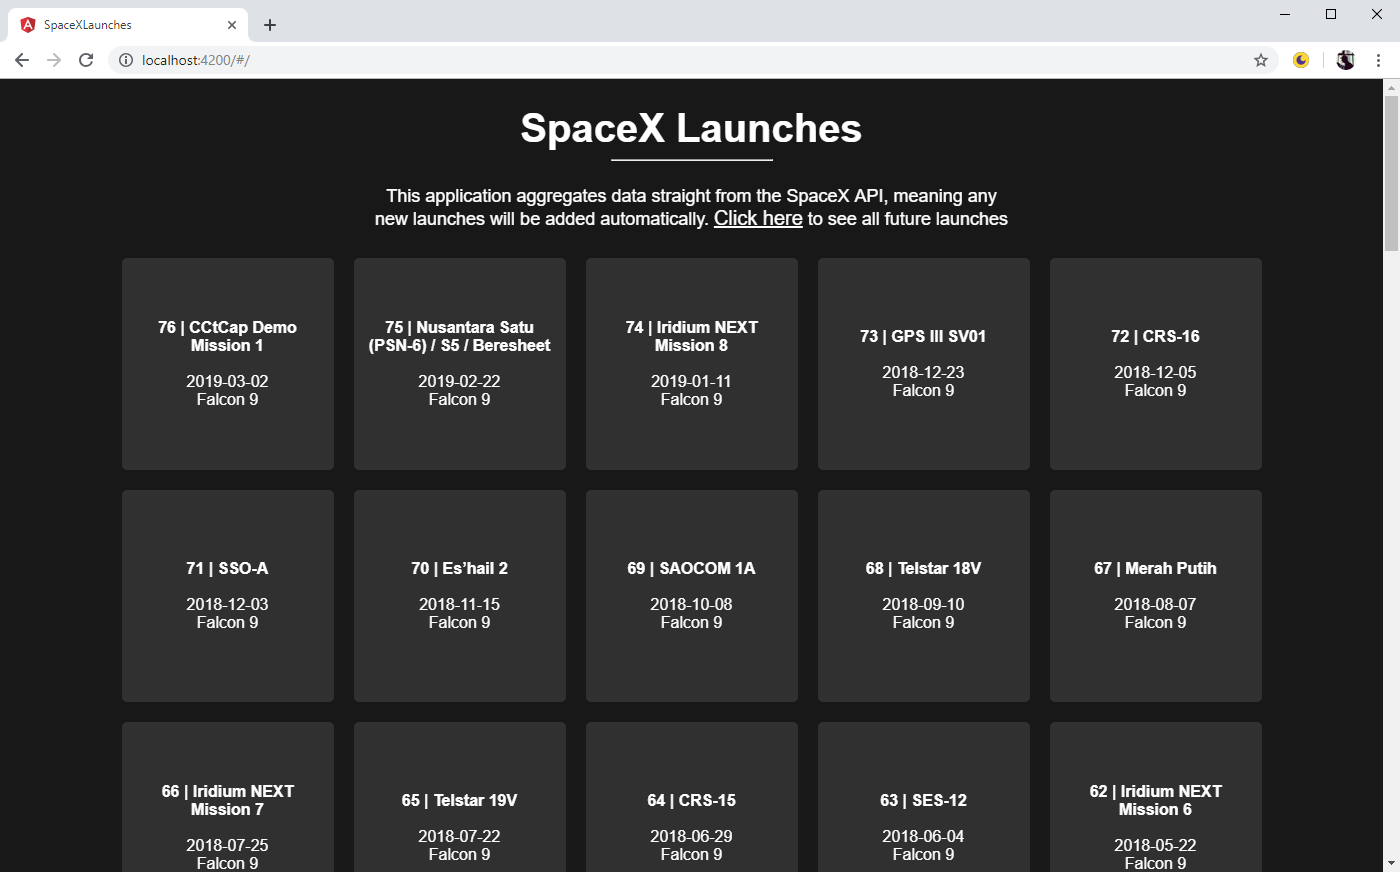 SpaceXLaunches
localhost:4200/#/
SpaceX Launches
This application aggregates data straight from the SpaceX API, meaning any
new launches will be added automatically. Click here to see all future launches
76 | CCtCap Demo
Mission 1
2019-03-02
Falcon 9
75 | Nusantara Satu
(PSN-6) / S5 / Beresheet
2019-02-22
Falcon 9
74 | Iridium NEXT
Mission 8
2019-01-11
Falcon 9
73 | GPS III SV01
2018-12-23
Falcon 9
72 | CRS-16
2018-12-05
Falcon 9
71 | SSO-A
2018-12-03
Falcon 9
70 | Es’hail 2
2018-11-15
Falcon 9
69 | SAOCOM 1A
2018-10-08
Falcon 9
68 | Telstar 18V
2018-09-10
Falcon 9
67 | Merah Putih
2018-08-07
Falcon 9
66 | Iridium NEXT
Mission 7
2018-07-25
Falcon 9
65 | Telstar 19V
2018-07-22
Falcon 9
64 | CRS-15
2018-06-29
Falcon 9
63 | SES-12
2018-06-04
Falcon 9
62 | Iridium NEXT
Mission 6
2018-05-22
Falcon 9